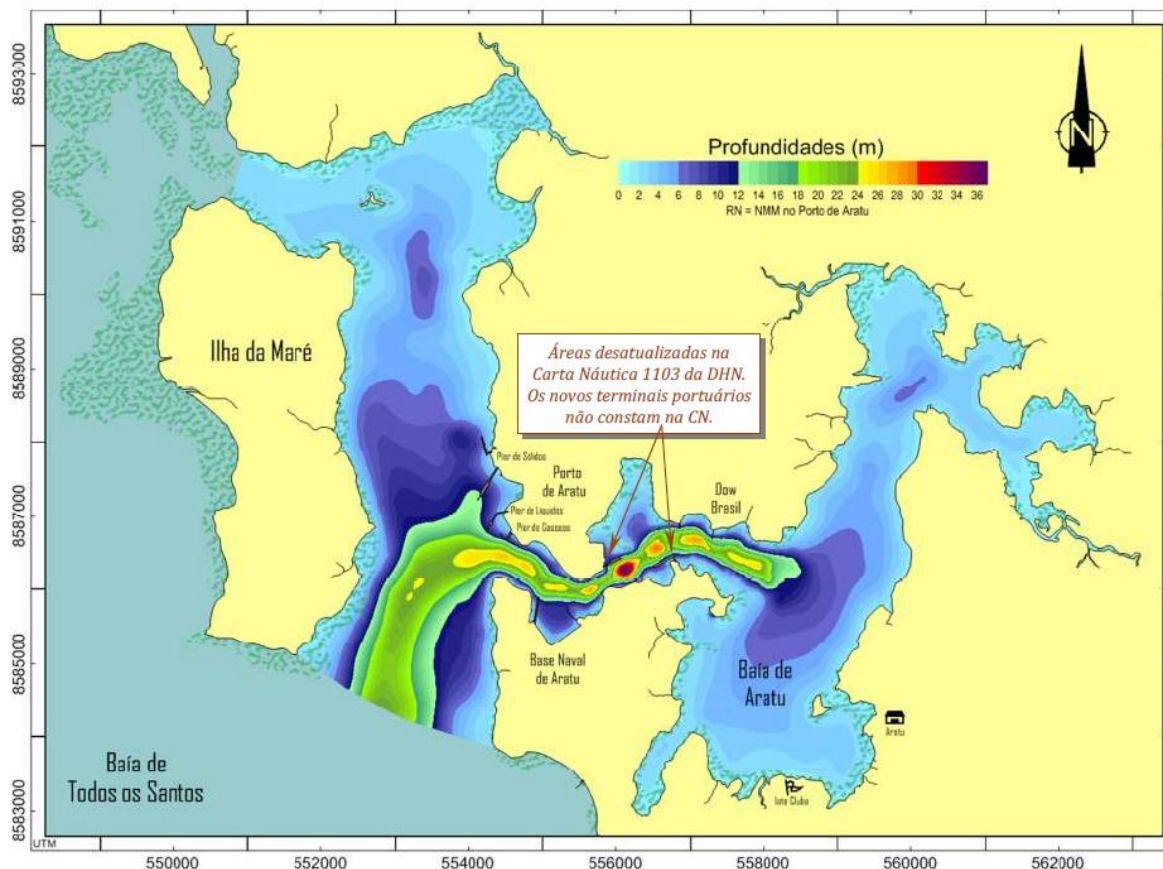 8593000
8591000
8589000
8587000
8585000
8583000
Profundidades (m)
0 2 4 6 8 10 12 14 16 18 20 22 24 26 28 30 32 34 36
RN = NMM no Porto de Aratu
N
Ilha da Maré
Áreas desatualizadas na
Carta Náutica 1103 da DHN.
Os novos terminais portuários
não constam na CN.
Pier de Sólidos
Porto
de Aratu
Pier de Líquidos
Pier de Gasosos
Dow
Brasil
Base Naval
de Aratu
Baía de
Aratu
Aratu
Iate Clube
Baía de
Todos os Santos
UTM
550000 552000 554000 556000 558000 560000 562000